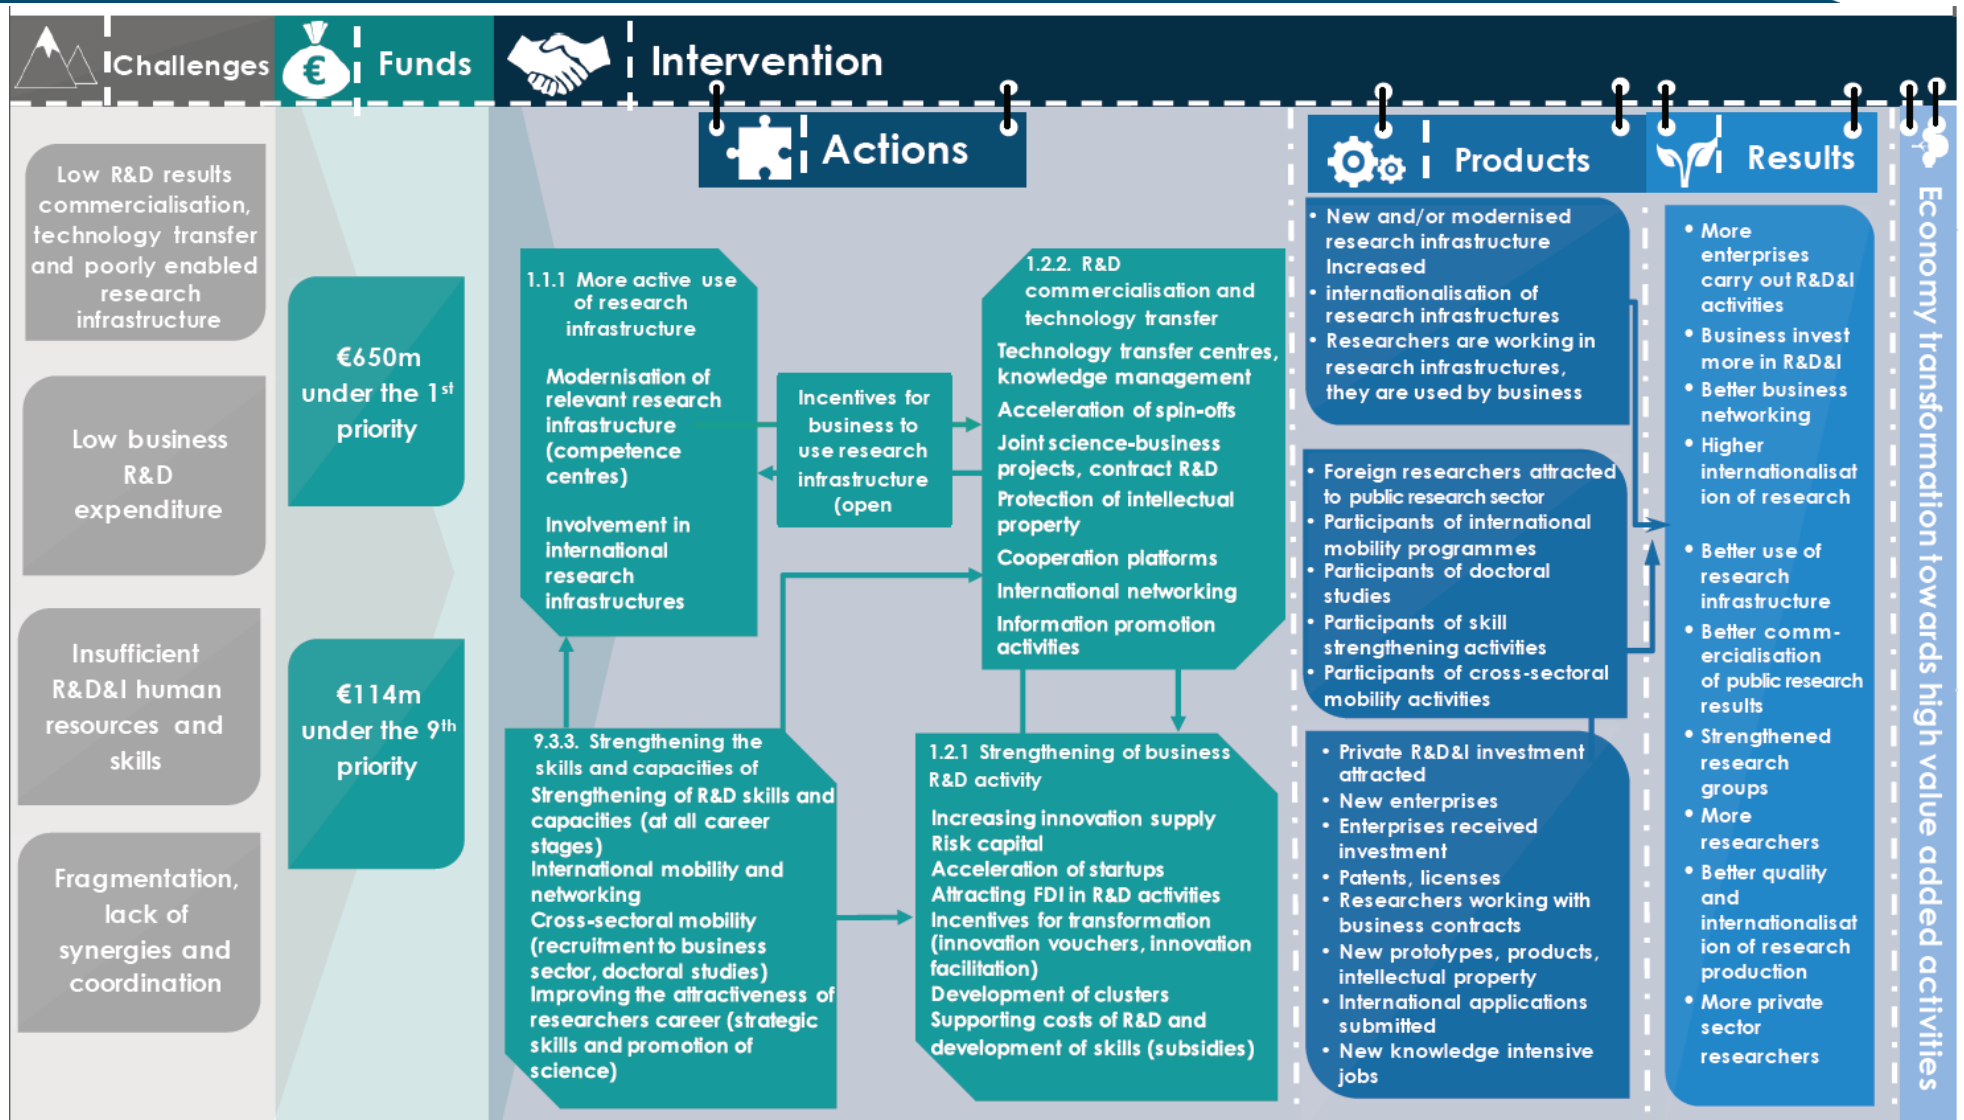 Challenges
€
Funds
Intervention
Actions
Products
Results
Low R&D results
commercialisation,
technology transfer
and poorly enabled
research
infrastructure
Low business
R&D
expenditure
Insufficient
R&D&I human
resources and
skills
Fragmentation,
lack of
synergies and
coordination
€650m
under the 1st
priority
€114m
under the 9th
priority
1.1.1 More active use
of research
infrastructure
Modernisation of
relevant research
infrastructure
(competence
centres)
Involvement in
international
research
infrastructures
Incentives for
business to
use research
infrastructure
(open
1.2.2. R&D
commercialisation and
technology transfer
Technology transfer centres,
knowledge management
Acceleration of spin-offs
Joint science-business
projects, contract R&D
Protection of intellectual
property
Cooperation platforms
International networking
Information promotion
activities
9.3.3. Strengthening the
skills and capacities of
Strengthening of R&D skills and
capacities (at all career
stages)
International mobility and
networking
Cross-sectoral mobility
(recruitment to business
sector, doctoral studies)
Improving the attractiveness of
researchers career (strategic
skills and promotion of
science)
1.2.1 Strengthening of business
R&D activity
Increasing innovation supply
Risk capital
Acceleration of startups
Attracting FDI in R&D activities
Incentives for transformation
(innovation vouchers, innovation
facilitation)
Development of clusters
Supporting costs of R&D and
development of skills (subsidies)
• New and/or modernised
research infrastructure
Increased
• internationalisation of
research infrastructures
• Researchers are working in
research infrastructures,
they are used by business
• Foreign researchers attracted
to public research sector
• Participants of international
mobility programmes
• Participants of doctoral
studies
• Participants of skill
strengthening activities
• Participants of cross-sectoral
mobility activities
• Private R&D&I investment
attracted
• New enterprises
• Enterprises received
investment
• Patents, licenses
• Researchers working with
business contracts
• New prototypes, products,
intellectual property
• International applications
submitted
• New knowledge intensive
jobs
• More
enterprises
carry out R&D&I
activities
• Business invest
more in R&D&I
• Better business
networking
• Higher
internationalisat
ion of research
• Better use of
research
infrastructure
• Better comm-
ercialisation
of public research
results
• Strengthened
research
groups
• More
researchers
• Better quality
and
internationalisat
ion of research
production
• More private
sector
researchers
Economy transformation towards high value added activities